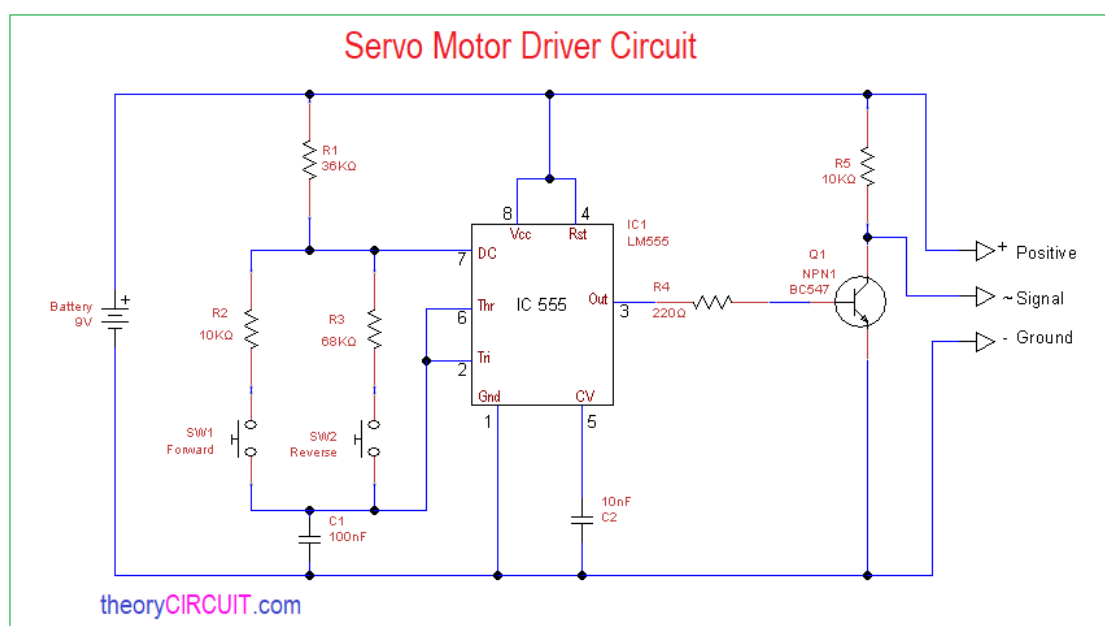 Servo Motor Driver Circuit
R1
36KΩ
R5
10KΩ
8
4
Vcc
Rst
IC1
LM555
7
DC
Q1
NPN1
BC547
+ Positive
Battery
9V
+
R2
10KΩ
R3
68KΩ
Thr
6
IC 555
Out
3
R4
220Ω
~Signal
- Ground
Tri
2
Gnd
CV
1
5
SW1
Forward
SW2
Reverse
C1
100nF
10nF
C2
theoryCIRCUIT.com